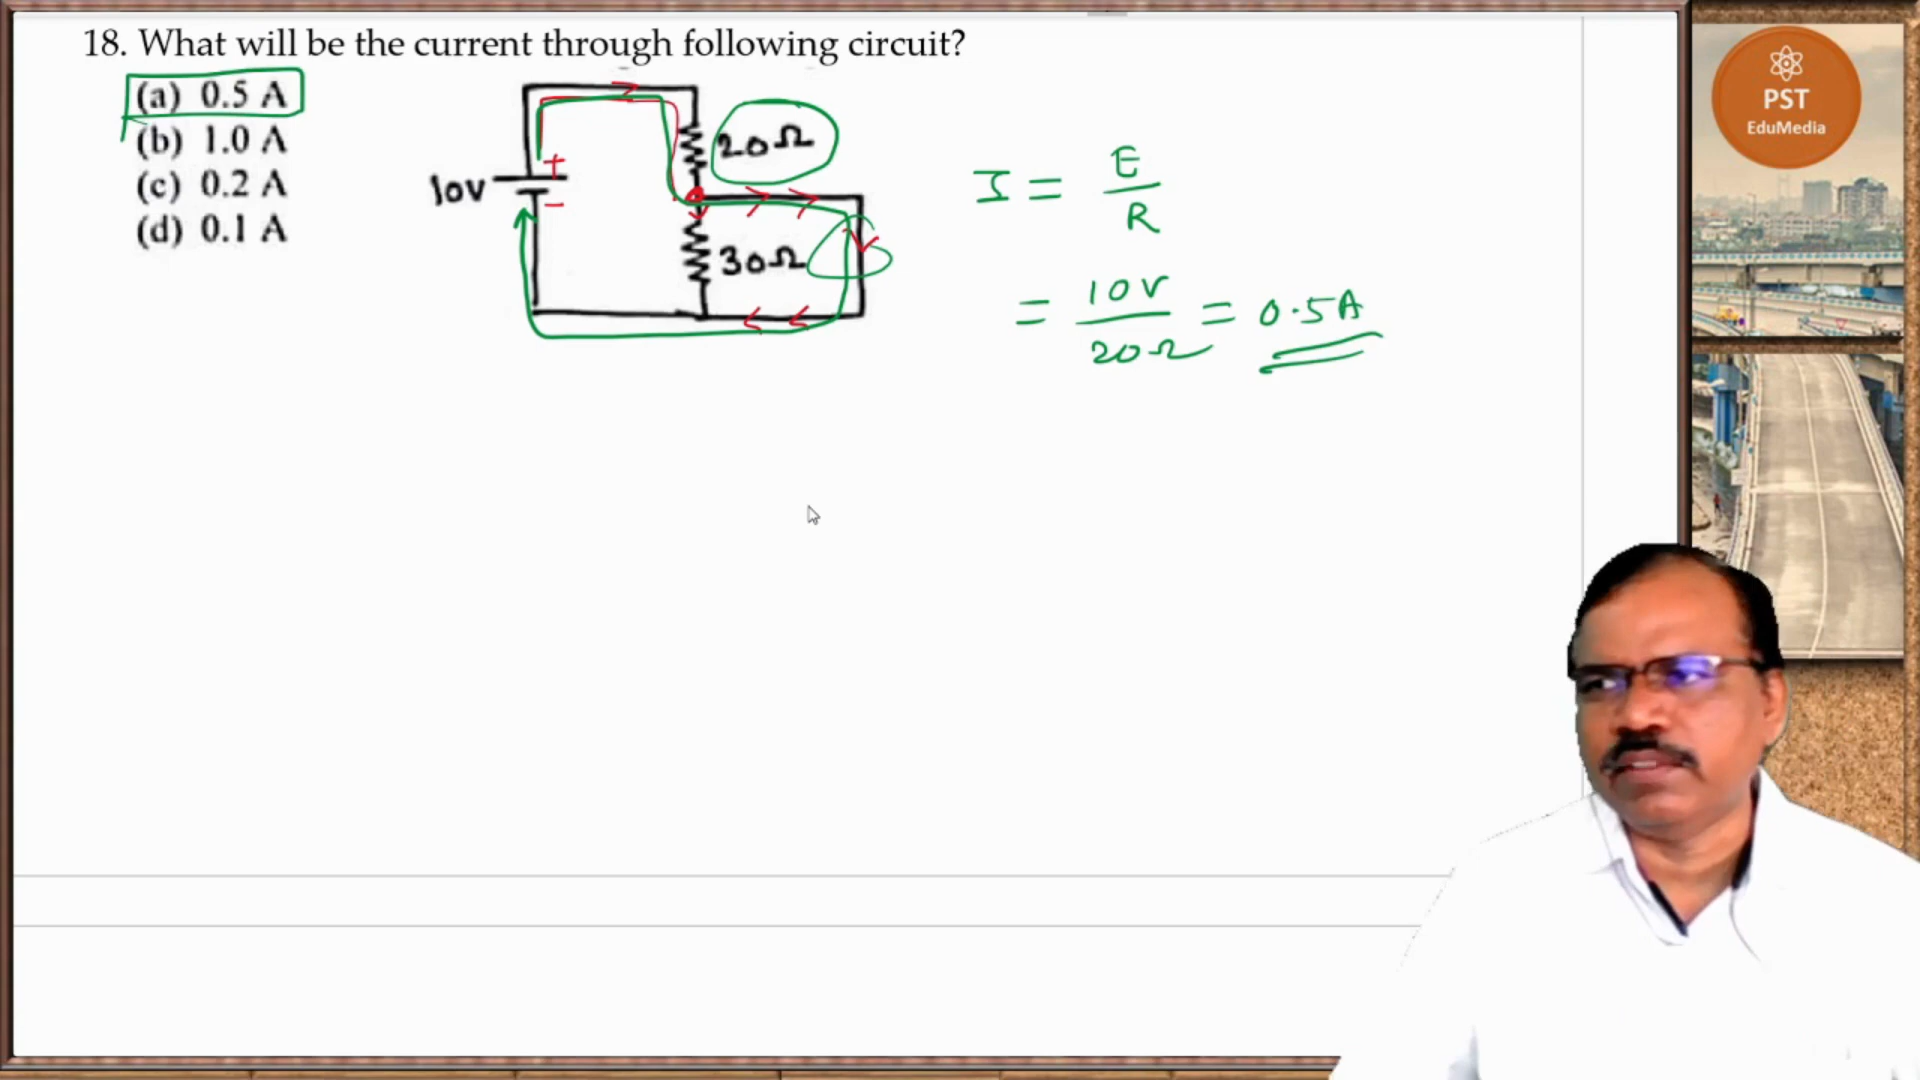 18. What will be the current through following circuit?
(a) 0.5 A
(b) 1.0 A
(c) 0.2 A
(d) 0.1 A
10V
+
-
20Ω
30Ω
I = E/R
= 10V/20Ω = 0.5A
PST
EduMedia